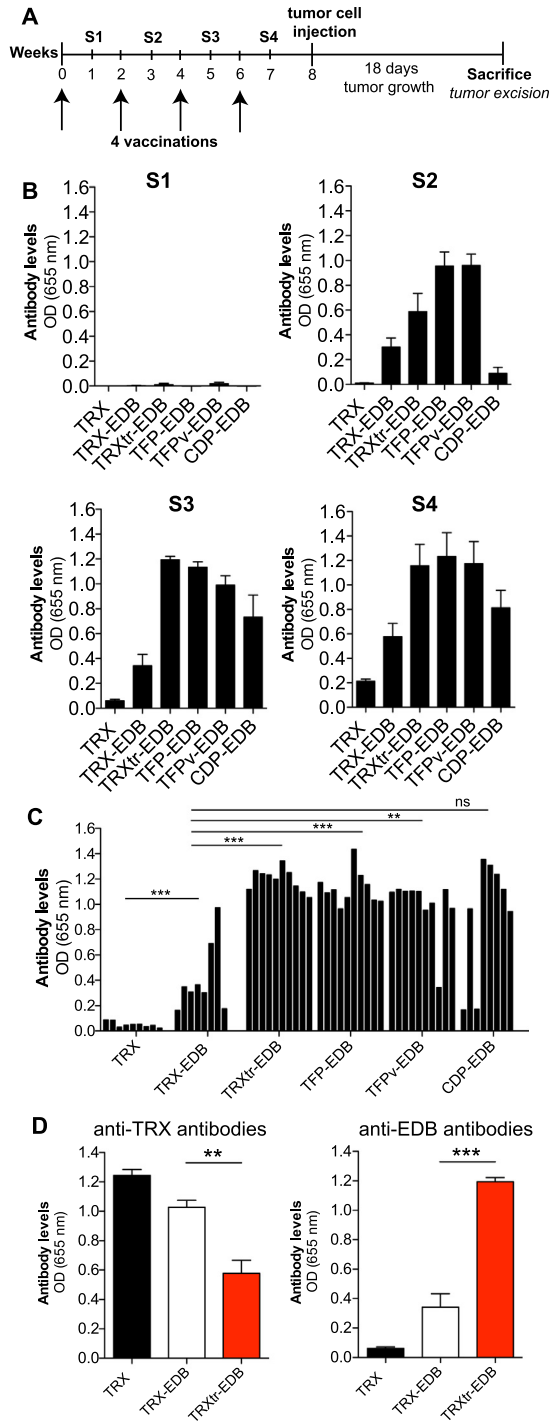 A
tumor cell
injection
S1 S2 S3 S4
Weeks
0 1 2 3 4 5 6 7 8
18 days
tumor growth
Sacrifice
tumor excision
4 vaccinations
B
S1
Antibody levels
OD (655 nm)
1.6
1.4
1.2
1.0
0.8
0.6
0.4
0.2
0.0
TRX
TRX-EDB
TRXtr-EDB
TFP-EDB
TFPv-EDB
CDP-EDB
S2
Antibody levels
OD (655 nm)
1.6
1.4
1.2
1.0
0.8
0.6
0.4
0.2
0.0
TRX
TRX-EDB
TRXtr-EDB
TFP-EDB
TFPv-EDB
CDP-EDB
S3
Antibody levels
OD (655 nm)
1.6
1.4
1.2
1.0
0.8
0.6
0.4
0.2
0.0
TRX
TRX-EDB
TRXtr-EDB
TFP-EDB
TFPv-EDB
CDP-EDB
S4
Antibody levels
OD (655 nm)
1.6
1.4
1.2
1.0
0.8
0.6
0.4
0.2
0.0
TRX
TRX-EDB
TRXtr-EDB
TFP-EDB
TFPv-EDB
CDP-EDB
C
ns
**
***
***
***
Antibody levels
OD (655 nm)
1.6
1.4
1.2
1.0
0.8
0.6
0.4
0.2
0.0
TRX
TRX-EDB
TRXtr-EDB
TFP-EDB
TFPv-EDB
CDP-EDB
D
anti-TRX antibodies
**
Antibody levels
OD (655 nm)
1.4
1.2
1.0
0.8
0.6
0.4
0.2
0.0
TRX
TRX-EDB
TRXtr-EDB
anti-EDB antibodies
***
Antibody levels
OD (655 nm)
1.4
1.2
1.0
0.8
0.6
0.4
0.2
0.0
TRX
TRX-EDB
TRXtr-EDB